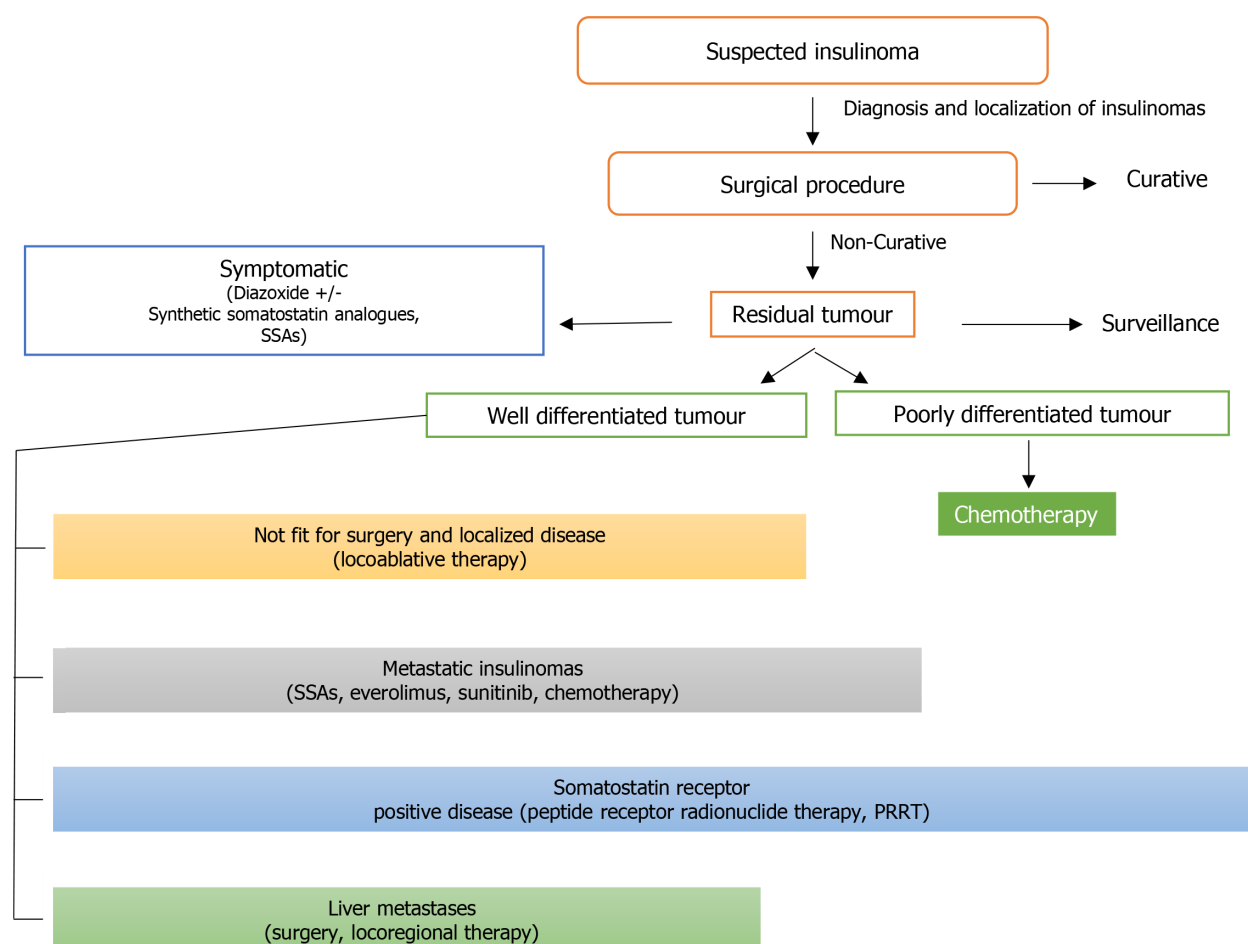 Suspected insulinoma
Diagnosis and localization of insulinomas
Surgical procedure
Curative
Non-Curative
Symptomatic
(Diazoxide +/-
Synthetic somatostatin analogues,
SSAs)
Residual tumour
Surveillance
Well differentiated tumour
Poorly differentiated tumour
Chemotherapy
Not fit for surgery and localized disease
(locoablative therapy)
Metastatic insulinomas
(SSAs, everolimus, sunitinib, chemotherapy)
Somatostatin receptor
positive disease (peptide receptor radionuclide therapy, PRRT)
Liver metastases
(surgery, locoregional therapy)